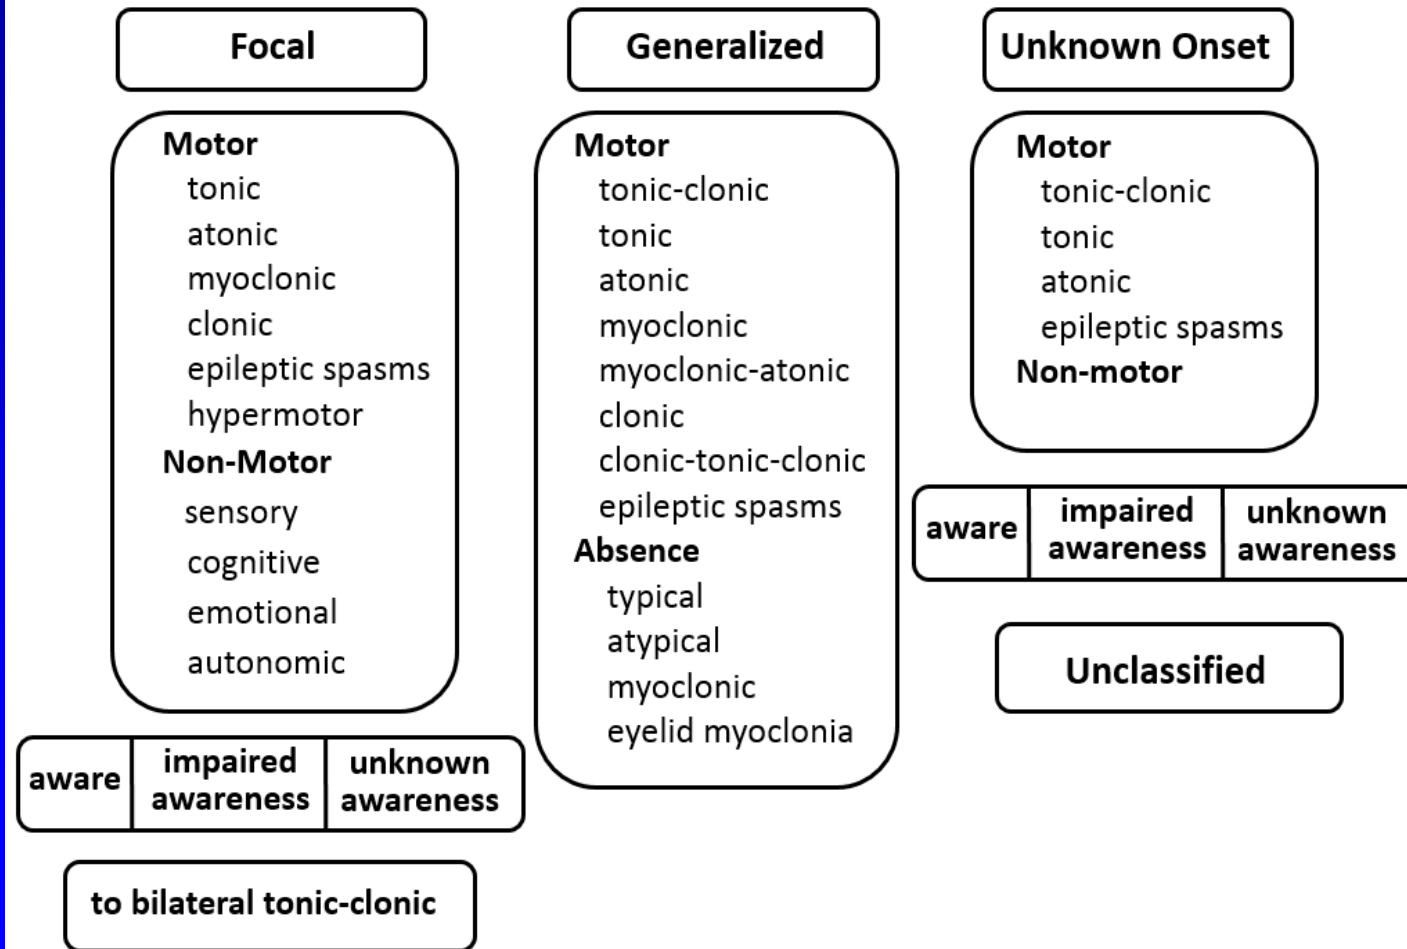 Focal
Motor
tonic
atonic
myoclonic
clonic
epileptic spasms
hypermotor
Non-Motor
sensory
cognitive
emotional
autonomic
aware
impaired
awareness
unknown
awareness
to bilateral tonic-clonic
Generalized
Motor
tonic-clonic
tonic
atonic
myoclonic
myoclonic-atonic
clonic
clonic-tonic-clonic
epileptic spasms
Absence
typical
atypical
myoclonic
eyelid myoclonia
Unknown Onset
Motor
tonic-clonic
tonic
atonic
epileptic spasms
Non-motor
aware
impaired
awareness
unknown
awareness
Unclassified